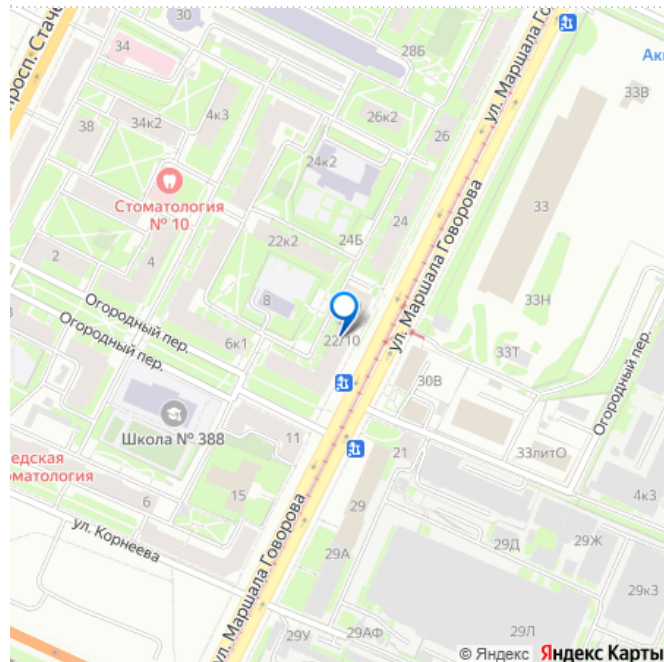 30
28Б
просп. Стаче
34
ул. Маршала Говорова
Акв
33В
38
34к2
4к3
26к2
26
24к2
33
Стоматология
№ 10
24
ул. Маршала Говорова
2
4
22к2
24Б
8
33Н
Огородный пер.
Огородный пер.
6к1
22/10
33Т
30В
Огородный пер.
Школа № 388
11
21
33литО
едская
оматология
6
15
4к3
ул. Корнеева
29
29А
29Д
29Ж
ул. Маршала Говорова
29к3
29У
29АФ
29Л
© Яндекс Яндекс Карты